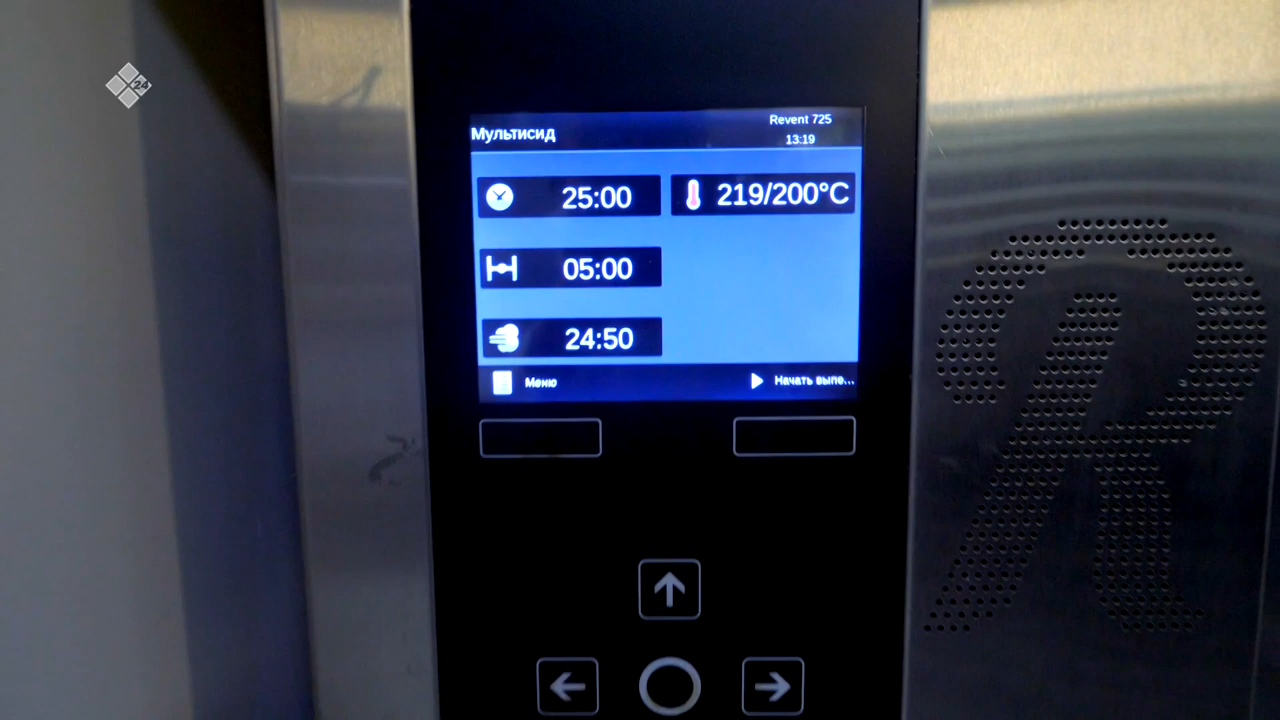 24
Мультисид
Revent 725
13:19
25:00
219/200°C
05:00
24:50
Меню
Начать выпе...
R